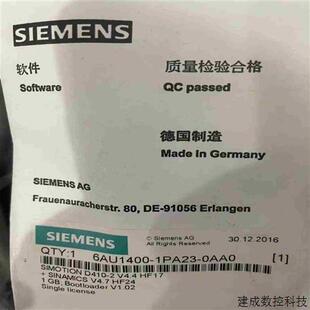 SIEMENS
软件 质量检验合格
Software QC passed
德国制造
Made in Germany
SIEMENS AG
Frauenauracherstr. 80, DE-91056 Erlangen
SIEMENS 30.12.2016
QTY:1 6AU1400-1PA23-0AA0 [1]
SIMOTION D410-2 V4.4 HF17
+ SINAMICS V4.7 HF24
1 GB, Bootloader V1.02
Single license
建成数控科技